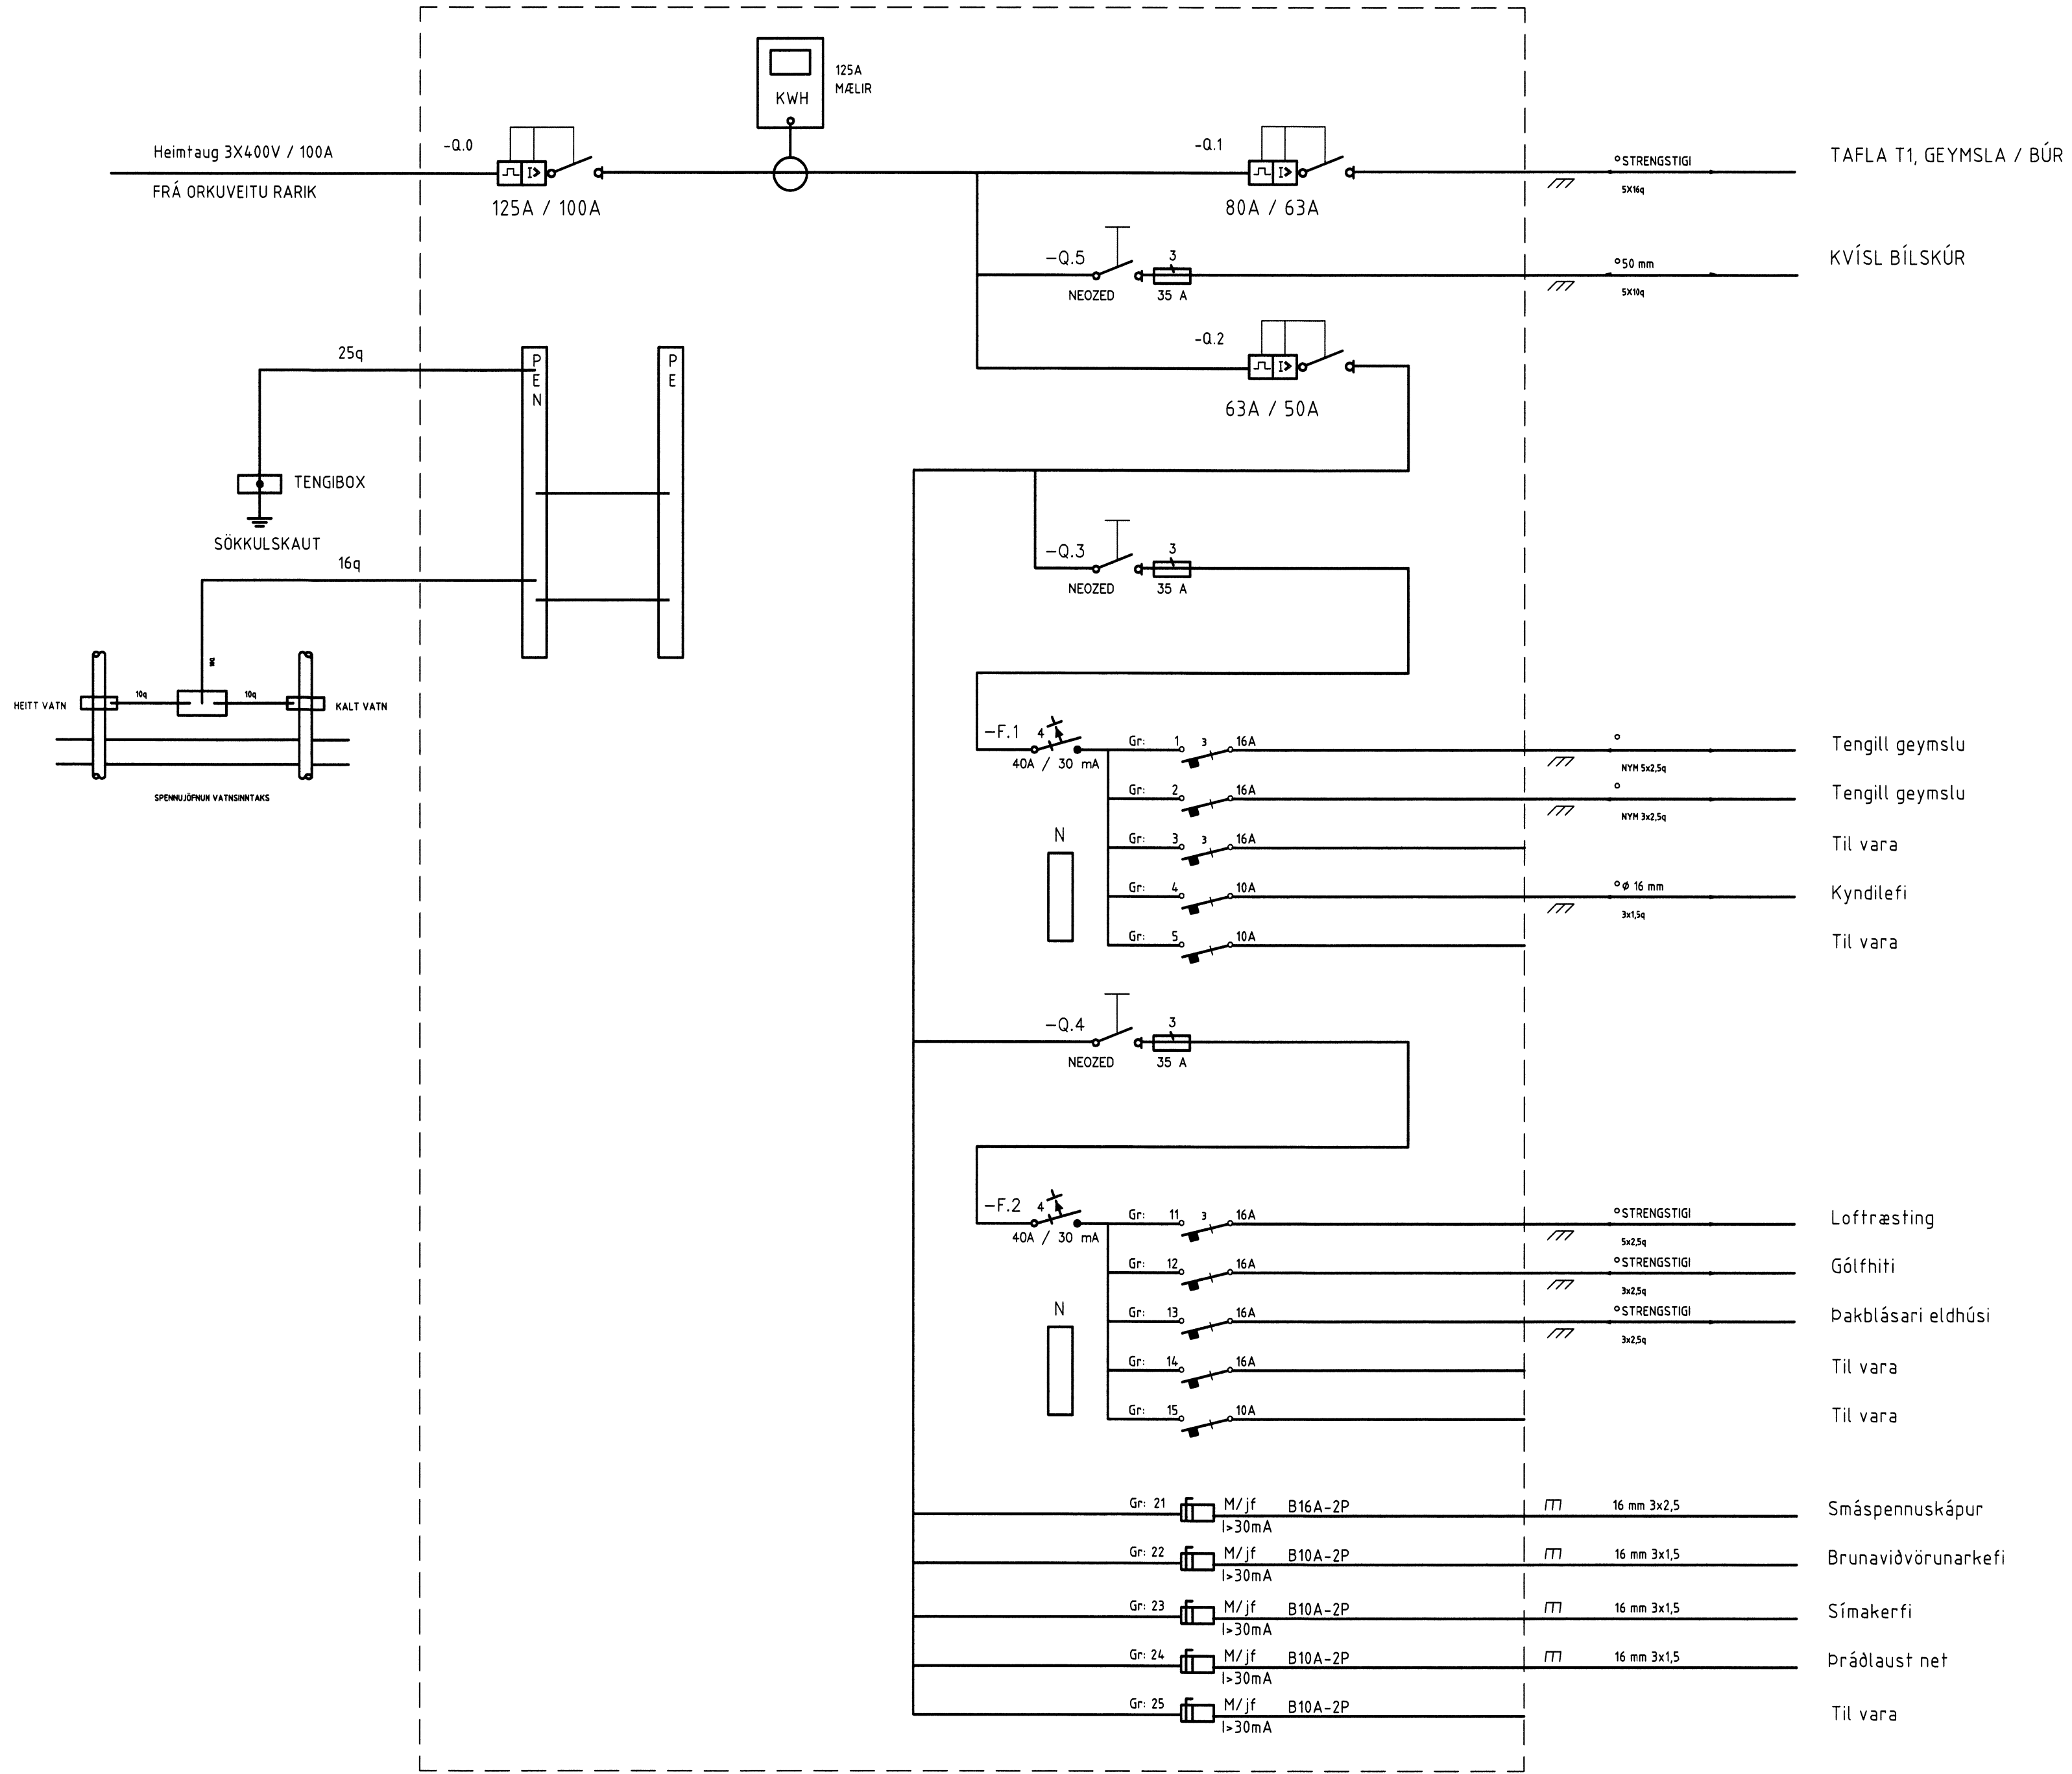 125A
MÆLIR
KWH
Heimtaug 3X400V / 100A
FRÁ ORKUVEITU RARIK
-Q.0
125A / 100A
I>
-Q.1
I>
80A / 63A
°STRENGSTIGI
5X16q
TAFLA T1, GEYMSLA / BÚR
-Q.5
NEOZED
3
35 A
°50 mm
5X10q
KVÍSL BÍLSKÚR
-Q.2
I>
63A / 50A
25q
PEN
PE
TENGIBOX
SÖKKULSKAUT
16q
HEITT VATN
10q
10q
KALT VATN
SPENNUJÖFNUN VATNSINNTAKS
-Q.3
NEOZED
3
35 A
-F.1
4
40A / 30 mA
N
Gr: 1 3 16A ° NYM 5x2,5q Tengill geymslu
Gr: 2 16A ° NYM 3x2,5q Tengill geymslu
Gr: 3 3 16A Til vara
Gr: 4 10A °ø 16 mm 3x1,5q Kyndilefi
Gr: 5 10A Til vara
-Q.4
NEOZED
3
35 A
-F.2
4
40A / 30 mA
N
Gr: 11 3 16A °STRENGSTIGI 5x2,5q Loftræsting
Gr: 12 16A °STRENGSTIGI 3x2,5q Gólfhiti
Gr: 13 16A °STRENGSTIGI 3x2,5q Þakblásari eldhúsi
Gr: 14 16A Til vara
Gr: 15 10A Til vara
Gr: 21 M/jf B16A-2P 16 mm 3x2,5 Smáspennuskápur
I>30mA
Gr: 22 M/jf B10A-2P 16 mm 3x1,5 Brunaviðvörunarkefi
I>30mA
Gr: 23 M/jf B10A-2P 16 mm 3x1,5 Símakerfi
I>30mA
Gr: 24 M/jf B10A-2P 16 mm 3x1,5 Þráðlaust net
I>30mA
Gr: 25 M/jf B10A-2P Til vara
I>30mA